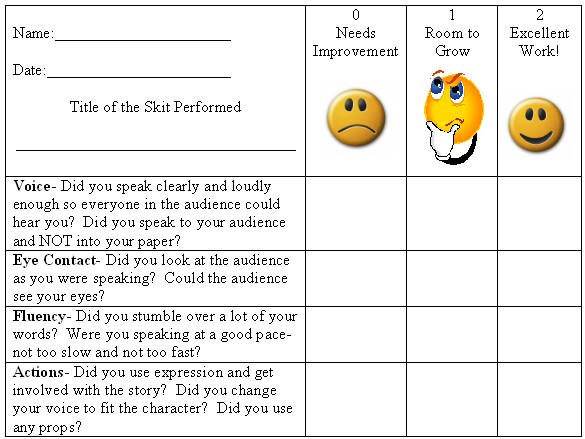 Name:______________________
Date:_______________________
Title of the Skit Performed
___________________________________
0
Needs
Improvement
1
Room to
Grow
2
Excellent
Work!
Voice- Did you speak clearly and loudly
enough so everyone in the audience could
hear you?  Did you speak to your audience
and NOT into your paper?
Eye Contact- Did you look at the audience
as you were speaking?  Could the audience
see your eyes?
Fluency- Did you stumble over a lot of your
words?  Were you speaking at a good pace-
not too slow and not too fast?
Actions- Did you use expression and get
involved with the story?  Did you change
your voice to fit the character?  Did you use
any props?